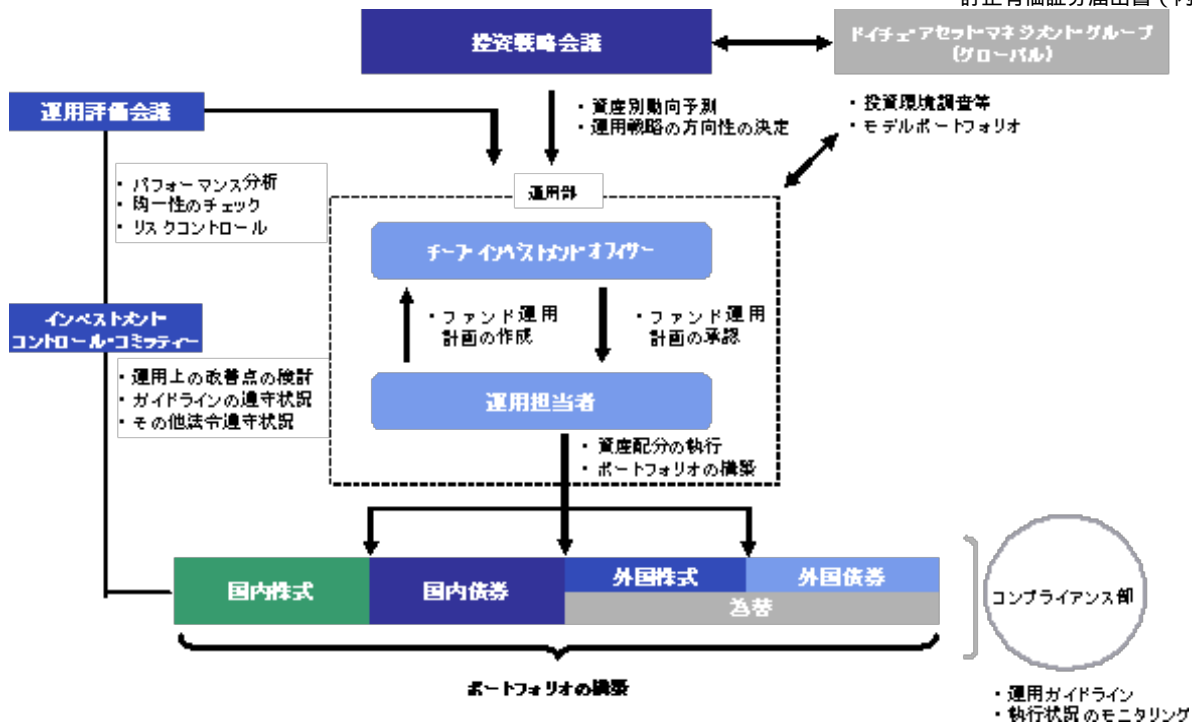 訂正有価証券届出書（内
投資戦略会議
ドイチェ・アセット・マネジメント・グループ
（グローバル）
運用評価会議
・資産別動向予測
・運用戦略の方向性の決定
・投資環境調査等
・モデルポートフォリオ
・パフォーマンス分析
・均一性のチェック
・リスクコントロール
運用部
チーフ・インベストメント・オフィサー
・ファンド運用
計画の作成
・ファンド運用
計画の承認
インベストメント
コントロール・コミッティー
・運用上の改善点の検討
・ガイドラインの遵守状況
・その他法令遵守状況
運用担当者
・資産配分の執行
・ポートフォリオの構築
国内株式
国内債券
外国株式
外国債券
為替
コンプライアンス部
ポートフォリオの構築
・運用ガイドライン
・執行状況のモニタリング